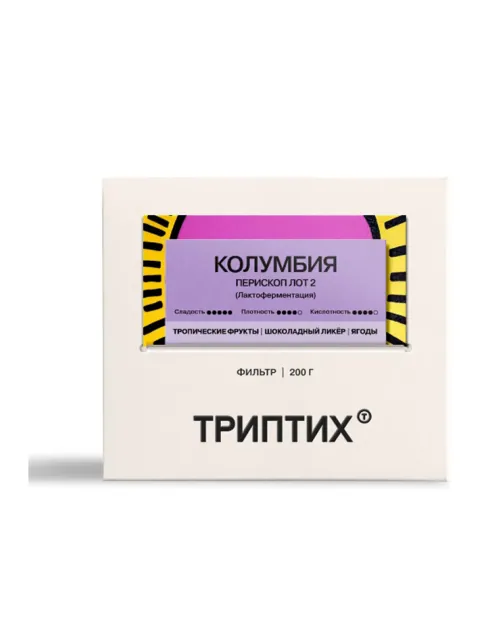 КОЛУМБИЯ
ПЕРИСКОП ЛОТ 2
(Лактоферментация)
Сладость ●●●●● Плотность ●●●●○ Кислотность ●●●●○
ТРОПИЧЕСКИЕ ФРУКТЫ | ШОКОЛАДНЫЙ ЛИКЁР | ЯГОДЫ
ФИЛЬТР | 200 Г
ТРИПТИХ Т